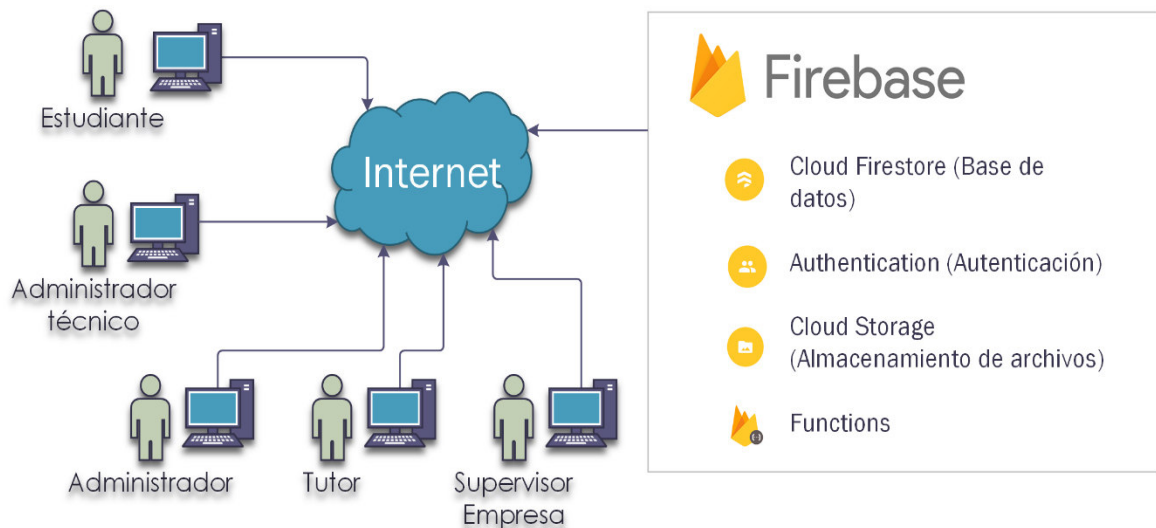 Estudiante
Administrador
técnico
Administrador
Tutor
Supervisor
Empresa
Internet
Firebase
Cloud Firestore (Base de
datos)
Authentication (Autenticación)
Cloud Storage
(Almacenamiento de archivos)
Functions